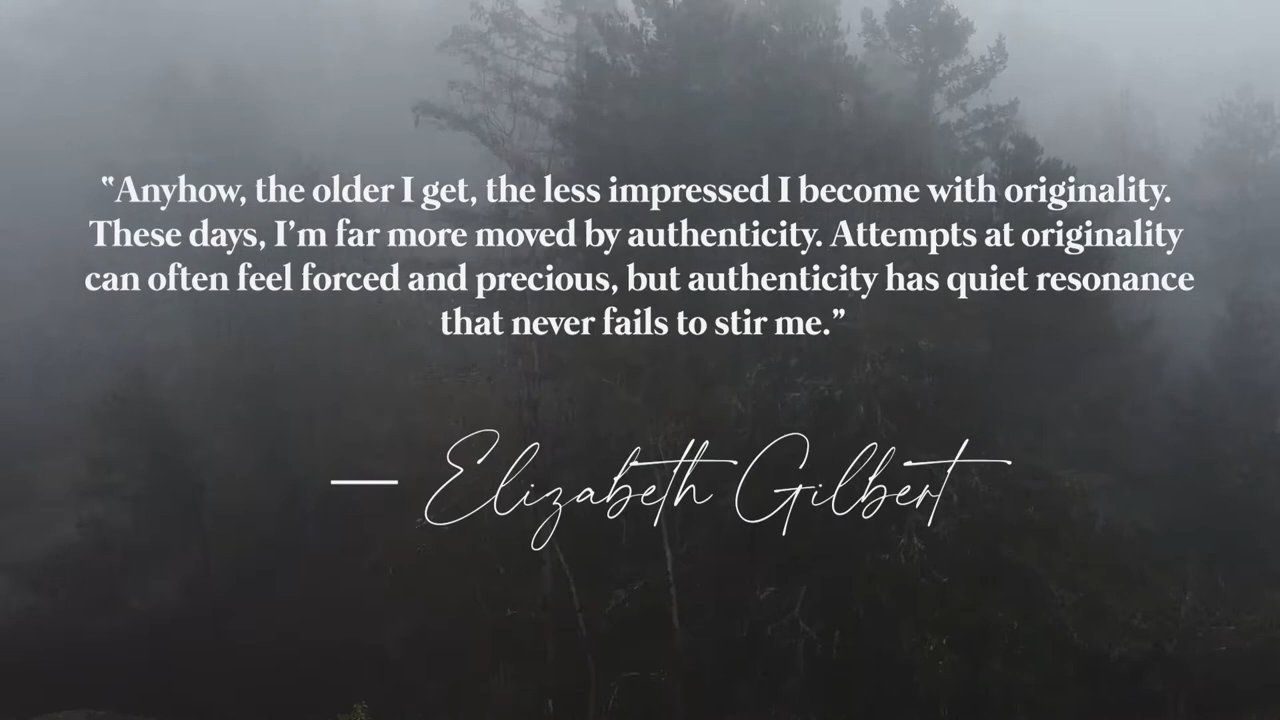 “Anyhow, the older I get, the less impressed I become with originality.
These days, I’m far more moved by authenticity. Attempts at originality
can often feel forced and precious, but authenticity has quiet resonance
that never fails to stir me.”
— Elizabeth Gilbert